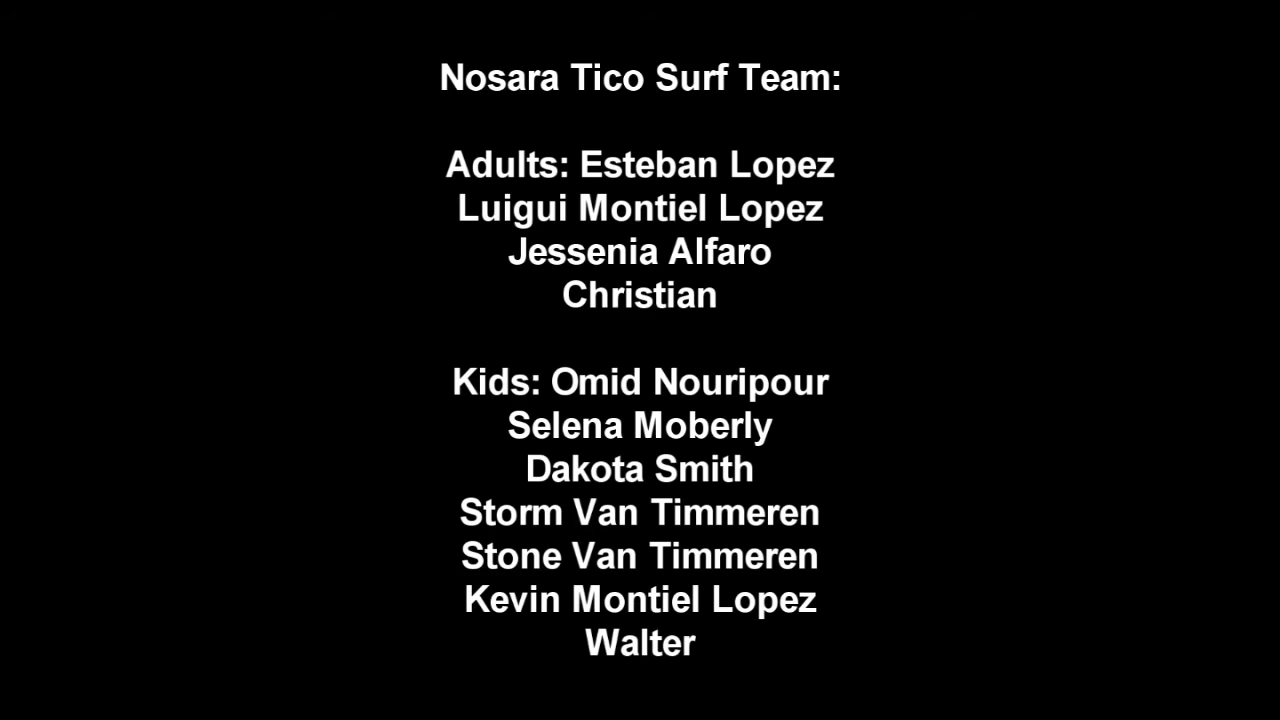 Nosara Tico Surf Team:
Adults: Esteban Lopez
Luigui Montiel Lopez
Jessenia Alfaro
Christian
Kids: Omid Nouripour
Selena Moberly
Dakota Smith
Storm Van Timmeren
Stone Van Timmeren
Kevin Montiel Lopez
Walter